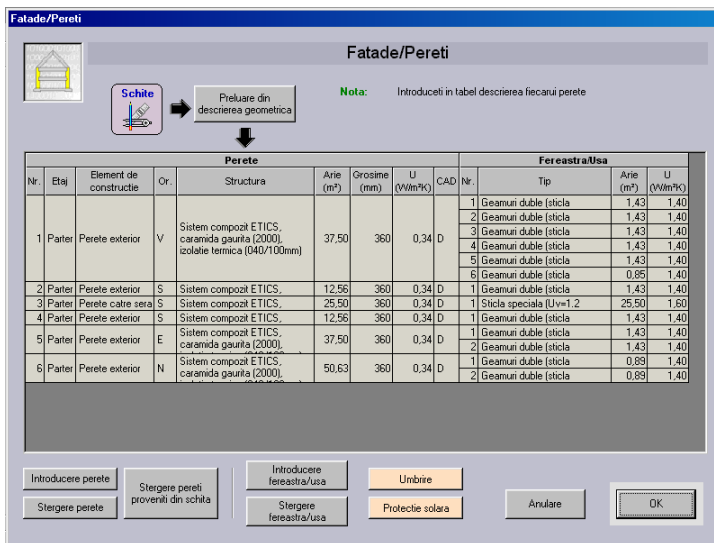 Fatade/Pereti
Fatade/Pereti
Schite
Preluare din
descrierea geometrica
Nota: Introduceti in tabel descrierea fiecarui perete
Perete Fereastra/Usa
Nr. Etaj Element de constructie Or. Structura Arie (m²) Grosime (mm) U (W/m²K) CAD Nr. Tip Arie (m²) U (W/m²K)
1 Parter Perete exterior V Sistem compozit ETICS, caramida gaurita (2000), izolatie termica (040/100mm) 37,50 360 0,34 D 1 Geamuri duble (sticla 1,43 1,40
2 Geamuri duble (sticla 1,43 1,40
3 Geamuri duble (sticla 1,43 1,40
4 Geamuri duble (sticla 1,43 1,40
5 Geamuri duble (sticla 1,43 1,40
6 Geamuri duble (sticla 0,85 1,40
2 Parter Perete exterior S Sistem compozit ETICS, 12,56 360 0,34 D 1 Geamuri duble (sticla 1,43 1,40
3 Parter Perete catre sera S Sistem compozit ETICS, 25,50 360 0,34 D 1 Sticla speciala (Uv=1.2 25,50 1,60
4 Parter Perete exterior S Sistem compozit ETICS, 12,56 360 0,34 D 1 Geamuri duble (sticla 1,43 1,40
5 Parter Perete exterior E Sistem compozit ETICS, caramida gaurita (2000), 37,50 360 0,34 D 1 Geamuri duble (sticla 1,43 1,40
2 Geamuri duble (sticla 1,43 1,40
6 Parter Perete exterior N Sistem compozit ETICS, caramida gaurita (2000), 50,63 360 0,34 D 1 Geamuri duble (sticla 0,89 1,40
2 Geamuri duble (sticla 0,89 1,40
Introducere perete
Stergere perete
Stergere pereti
proveniti din schita
Introducere
fereastra/usa
Stergere
fereastra/usa
Umbrire
Protectie solara
Anulare
OK